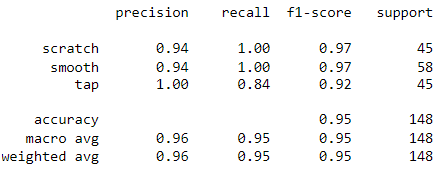 precision recall f1-score support
scratch 0.94 1.00 0.97 45
smooth 0.94 1.00 0.97 58
tap 1.00 0.84 0.92 45
accuracy 0.95 148
macro avg 0.96 0.95 0.95 148
weighted avg 0.96 0.95 0.95 148